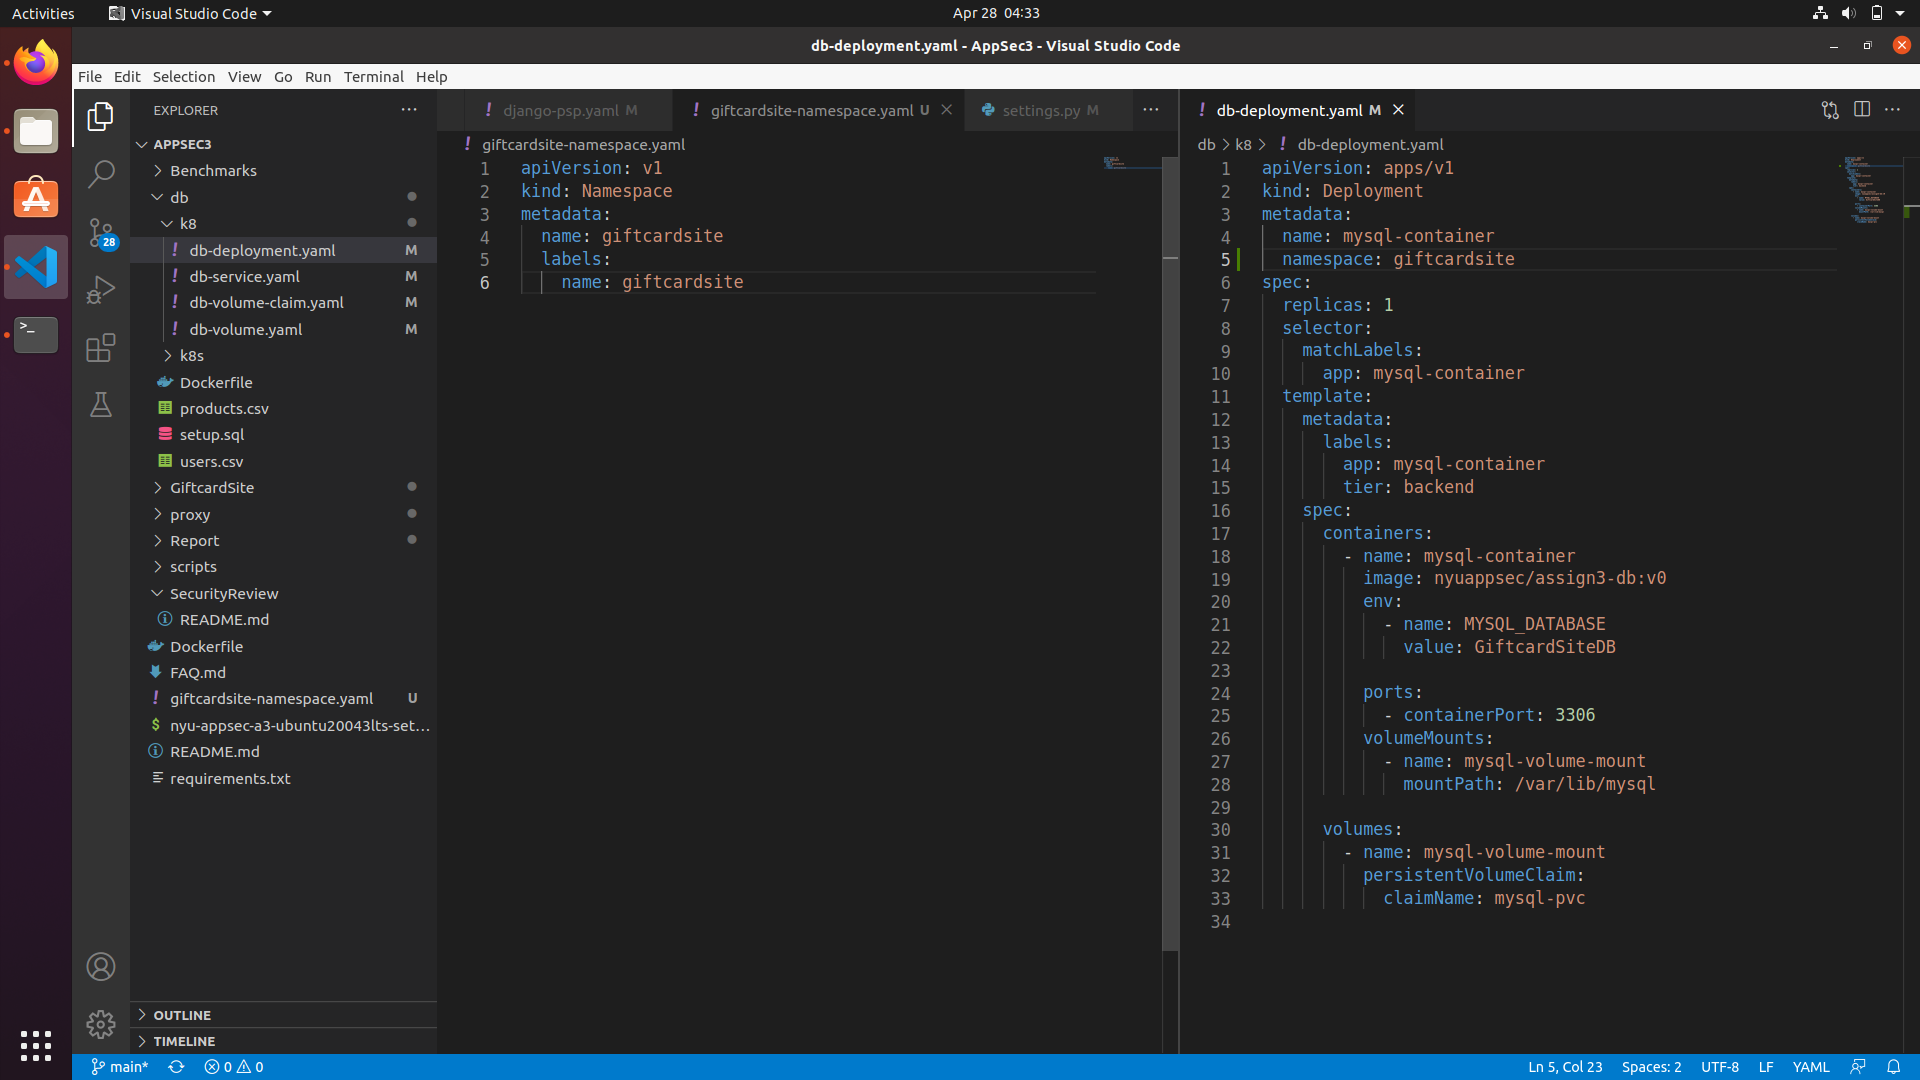 Activities
Visual Studio Code
Apr 28 04:33
db-deployment.yaml - AppSec3 - Visual Studio Code
File Edit Selection View Go Run Terminal Help
EXPLORER
APPSEC3
Benchmarks
db
k8
db-deployment.yaml M
db-service.yaml M
db-volume-claim.yaml M
db-volume.yaml M
k8s
Dockerfile
products.csv
setup.sql
users.csv
GiftcardSite
proxy
Report
scripts
SecurityReview
README.md
Dockerfile
FAQ.md
giftcardsite-namespace.yaml U
nyu-appsec-a3-ubuntu20043lts-set...
README.md
requirements.txt
OUTLINE
TIMELINE
28
django-psp.yaml M
giftcardsite-namespace.yaml U
settings.py M
giftcardsite-namespace.yaml
1 apiVersion: v1
2 kind: Namespace
3 metadata:
4 name: giftcardsite
5 labels:
6 name: giftcardsite
db-deployment.yaml M
db k8 db-deployment.yaml
1 apiVersion: apps/v1
2 kind: Deployment
3 metadata:
4 name: mysql-container
5 namespace: giftcardsite
6 spec:
7 replicas: 1
8 selector:
9 matchLabels:
10 app: mysql-container
11 template:
12 metadata:
13 labels:
14 app: mysql-container
15 tier: backend
16 spec:
17 containers:
18 - name: mysql-container
19 image: nyuappsec/assign3-db:v0
20 env:
21 - name: MYSQL_DATABASE
22 value: GiftcardSiteDB
23
24 ports:
25 - containerPort: 3306
26 volumeMounts:
27 - name: mysql-volume-mount
28 mountPath: /var/lib/mysql
29
30 volumes:
31 - name: mysql-volume-mount
32 persistentVolumeClaim:
33 claimName: mysql-pvc
34
main* 0 0
Ln 5, Col 23 Spaces: 2 UTF-8 LF YAML